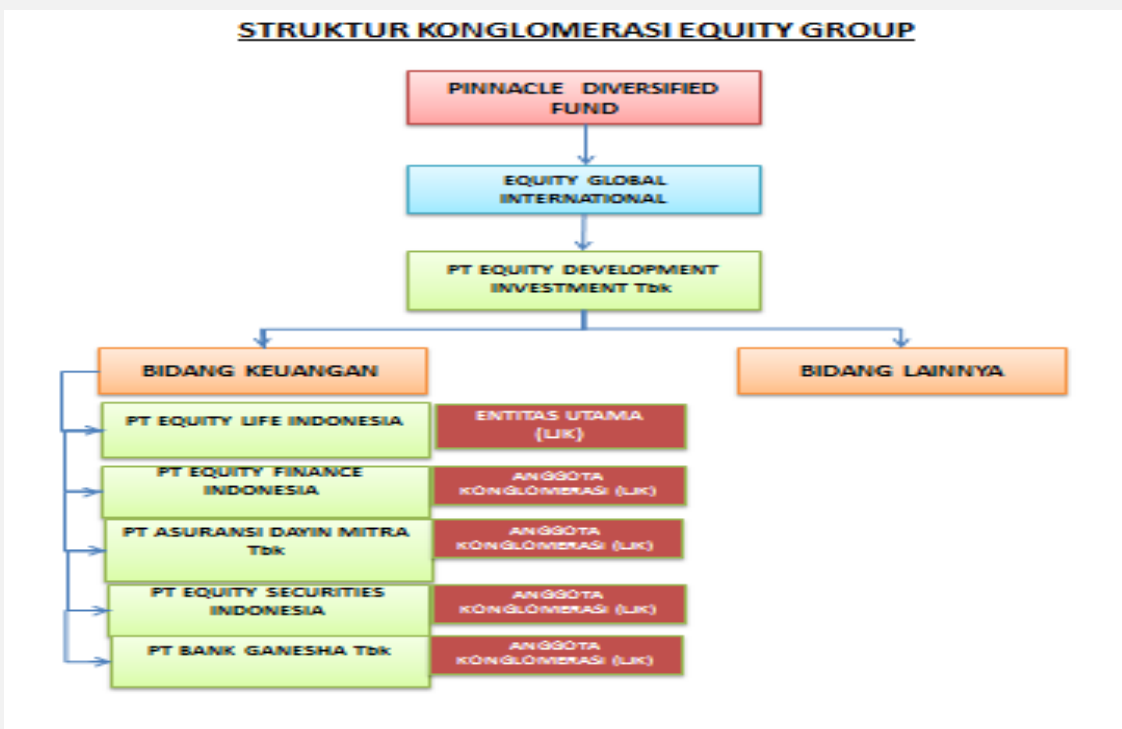 STRUKTUR KONGLOMERASI EQUITY GROUP
PINNACLE DIVERSIFIED
FUND
EQUITY GLOBAL
INTERNATIONAL
PT EQUITY DEVELOPMENT
INVESTMENT Tbk
BIDANG KEUANGAN
BIDANG LAINNYA
PT EQUITY LIFE INDONESIA
ENTITAS UTAMA
(LJK)
PT EQUITY FINANCE
INDONESIA
ANGGOTA
KONGLOMERASI (LJK)
PT ASURANSI DAYIN MITRA
Tbk
ANGGOTA
KONGLOMERASI (LJK)
PT EQUITY SECURITIES
INDONESIA
ANGGOTA
KONGLOMERASI (LJK)
PT BANK GANESHA Tbk
ANGGOTA
KONGLOMERASI (LJK)